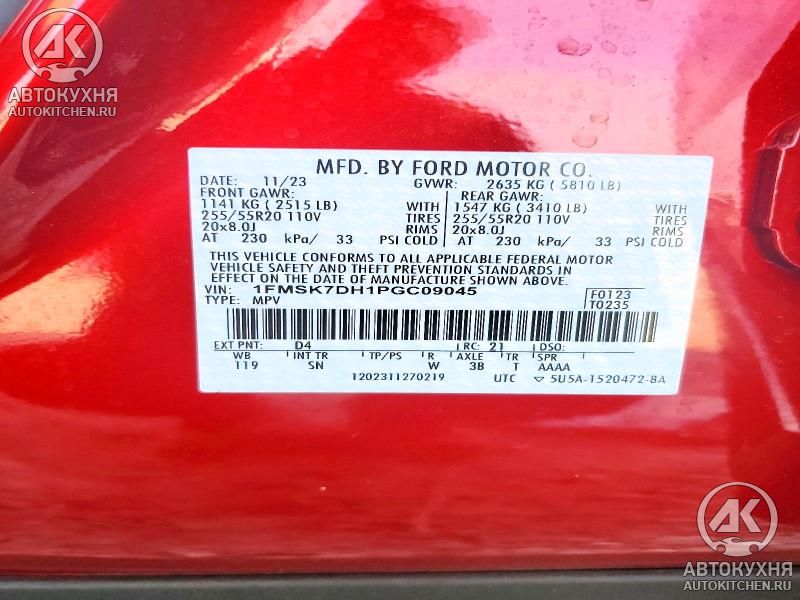 АК
АВТОКУХНЯ
AUTOKITCHEN.RU
MFD. BY FORD MOTOR CO.
DATE: 11/23 GVWR: 2635 KG ( 5810 LB)
FRONT GAWR: REAR GAWR:
1141 KG ( 2515 LB) WITH 1547 KG ( 3410 LB) WITH
255/55R20 110V TIRES 255/55R20 110V TIRES
20x8.0J RIMS 20x8.0J RIMS
AT 230 kPa/ 33 PSI COLD AT 230 kPa/ 33 PSI COLD
THIS VEHICLE CONFORMS TO ALL APPLICABLE FEDERAL MOTOR
VEHICLE SAFETY AND THEFT PREVENTION STANDARDS IN
EFFECT ON THE DATE OF MANUFACTURE SHOWN ABOVE.
VIN: 1FMSK7DH1PGC09045 F0123
TYPE: MPV T0235
EXT PNT: D4 RC: 21 DSO:
WB INT TR TP/PS R AXLE TR SPR
119 SN W 3B T AAAA
1202311270219 UTC ▽ 5U5A-1520472-BA
АК
АВТОКУХНЯ
AUTOKITCHEN.RU